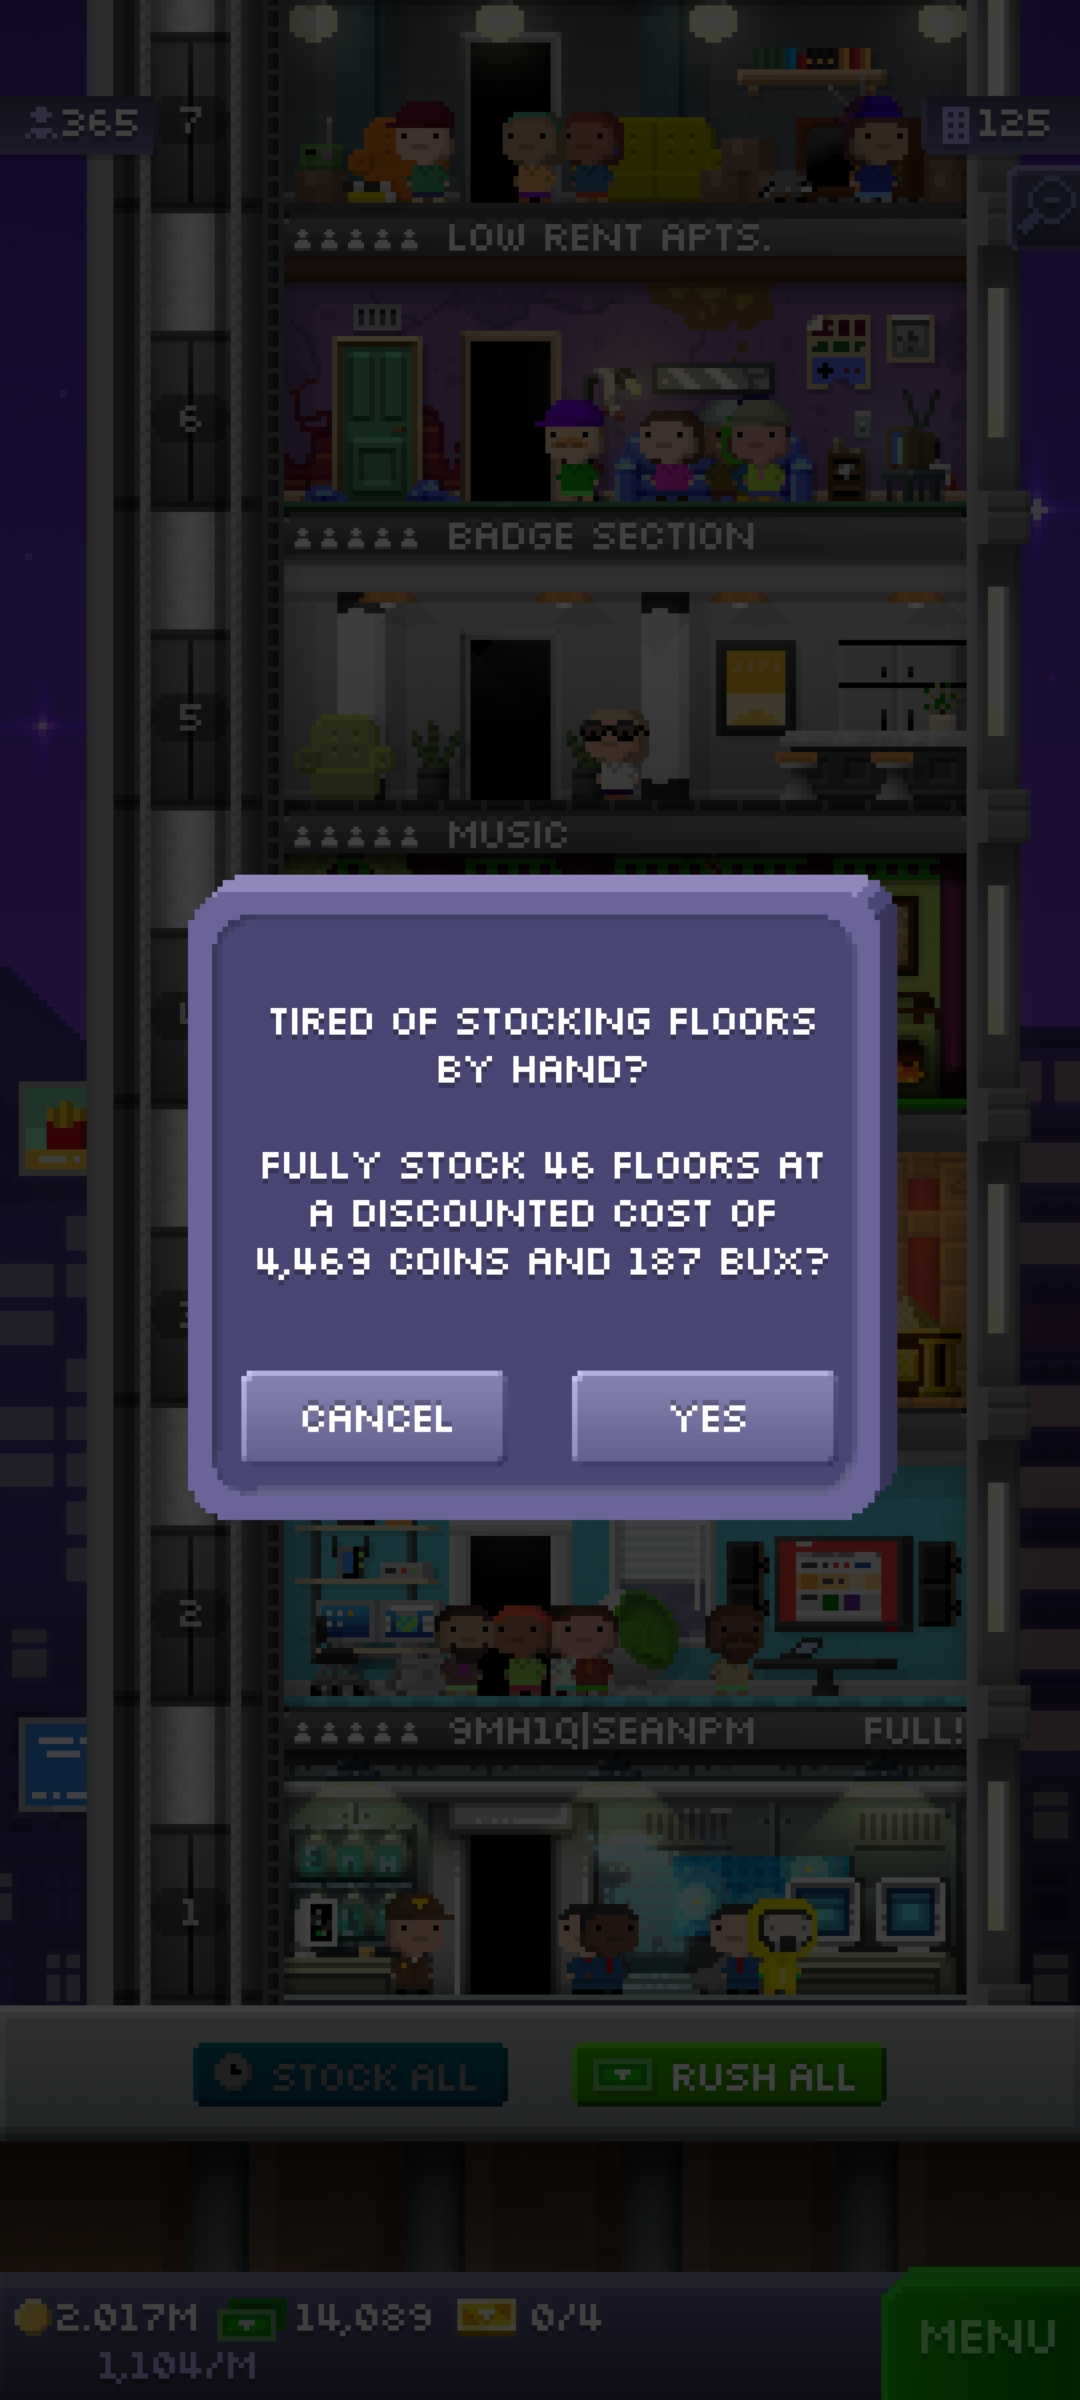 365
7
125
LOW RENT APTS.
6
BADGE SECTION
5
MUSIC
TIRED OF STOCKING FLOORS
BY HAND?
FULLY STOCK 46 FLOORS AT
A DISCOUNTED COST OF
4,469 COINS AND 187 BUX?
CANCEL
YES
2
9MH1Q|SEANPM
FULL!
1
STOCK ALL
RUSH ALL
2.017M
14,089
0/4
1,104/M
MENU